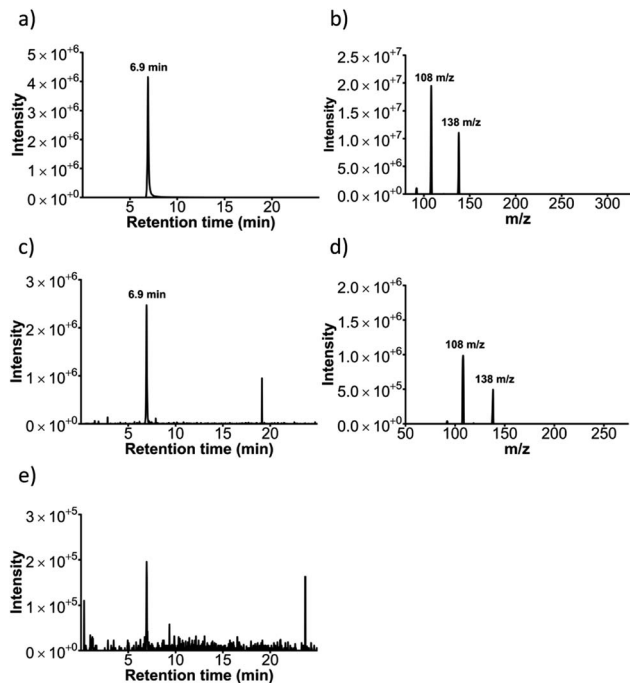 a)
5 × 10⁺⁶
4 × 10⁺⁶
3 × 10⁺⁶
2 × 10⁺⁶
1 × 10⁺⁶
0 × 10⁺⁰
Intensity
6.9 min
5 10 15 20
Retention time (min)
b)
2.5 × 10⁺⁷
2.0 × 10⁺⁷
1.5 × 10⁺⁷
1.0 × 10⁺⁷
5.0 × 10⁺⁶
0.0 × 10⁺⁰
Intensity
108 m/z
138 m/z
100 150 200 250 300
m/z
c)
3 × 10⁺⁶
2 × 10⁺⁶
1 × 10⁺⁶
0 × 10⁺⁰
Intensity
6.9 min
5 10 15 20
Retention time (min)
d)
2.0 × 10⁺⁶
1.5 × 10⁺⁶
1.0 × 10⁺⁶
5.0 × 10⁺⁵
0.0 × 10⁺⁰
Intensity
108 m/z
138 m/z
50 100 150 200 250
m/z
e)
3 × 10⁺⁵
2 × 10⁺⁵
1 × 10⁺⁵
0 × 10⁺⁰
Intensity
5 10 15 20
Retention time (min)